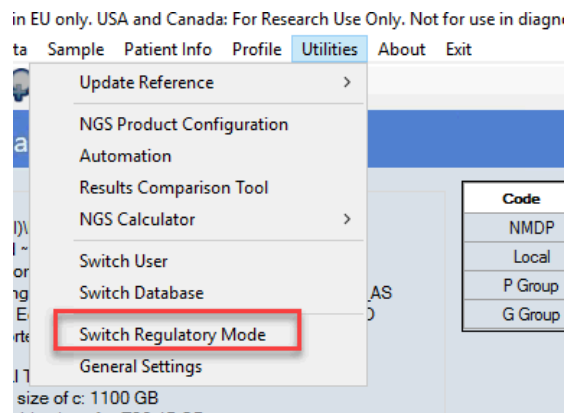 in EU only. USA and Canada: For Research Use Only. Not for use in diagn
ta Sample Patient Info Profile Utilities About Exit
Update Reference
NGS Product Configuration
Automation
Results Comparison Tool
NGS Calculator
Switch User
Switch Database
Switch Regulatory Mode
General Settings
AS
size of c: 1100 GB
Code
NMDP
Local
P Group
G Group